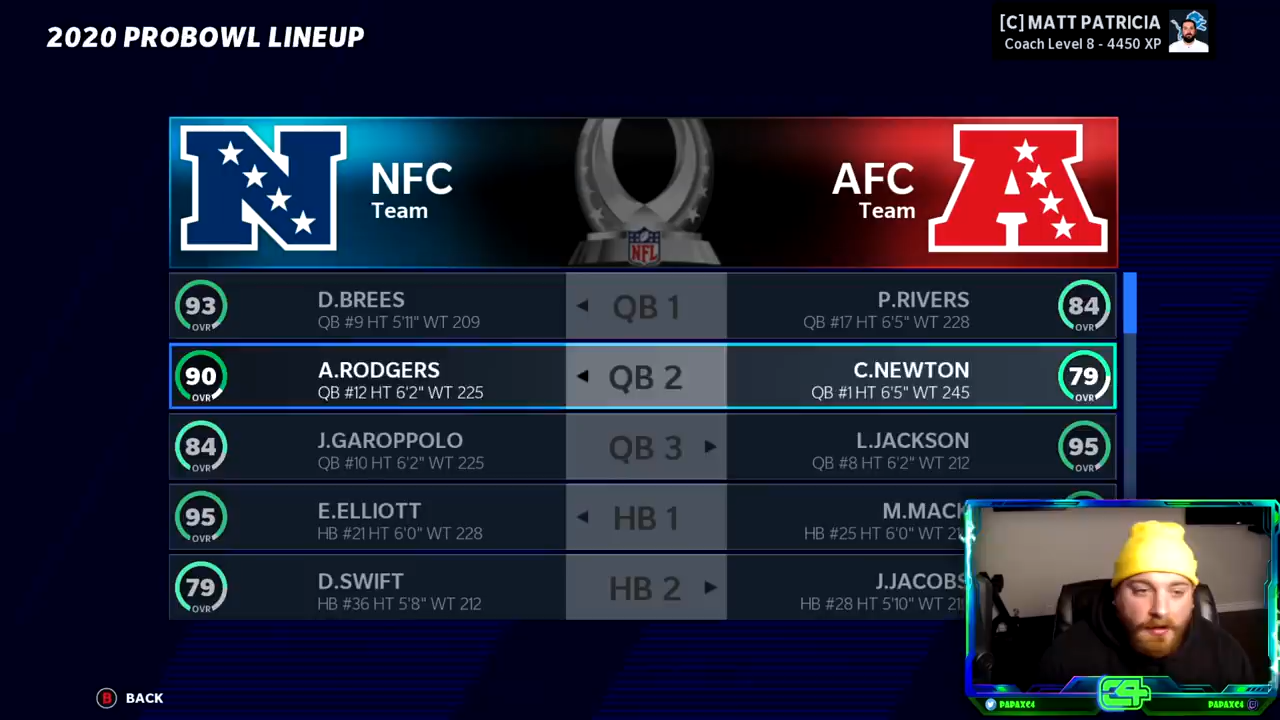 2020 PROBOWL LINEUP
[C] MATT PATRICIA
Coach Level 8 - 4450 XP
NFC
Team
NFL
AFC
Team
93 OVR D.BREES QB 1 P.RIVERS 84 OVR
QB #9 HT 5'11" WT 209 QB #17 HT 6'5" WT 228
90 OVR A.RODGERS QB 2 C.NEWTON 79 OVR
QB #12 HT 6'2" WT 225 QB #1 HT 6'5" WT 245
84 OVR J.GAROPPOLO QB 3 L.JACKSON 95 OVR
QB #10 HT 6'2" WT 225 QB #8 HT 6'2" WT 212
95 OVR E.ELLIOTT HB 1 M.MACK
HB #21 HT 6'0" WT 228 HB #25 HT 6'0" WT
79 OVR D.SWIFT HB 2 J.JACOBS
HB #36 HT 5'8" WT 212 HB #28 HT 5'10" WT
B BACK
C4
PAPAXC4 PAPAXC4